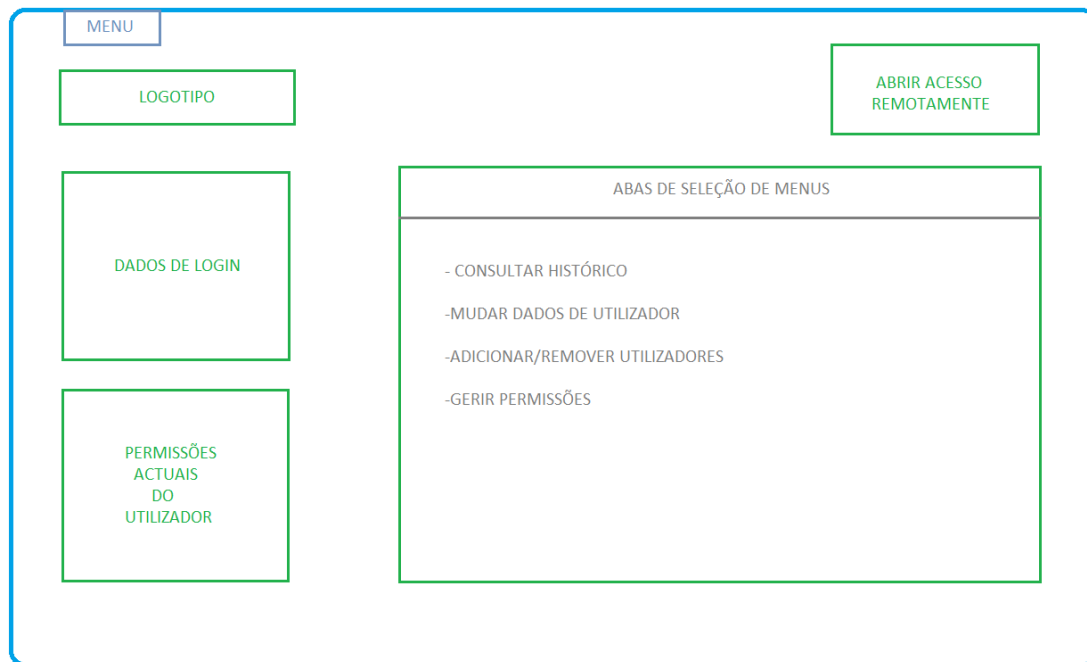 MENU
LOGOTIPO
ABRIR ACESSO
REMOTAMENTE
DADOS DE LOGIN
PERMISSÕES
ACTUAIS
DO
UTILIZADOR
ABAS DE SELEÇÃO DE MENUS
- CONSULTAR HISTÓRICO
-MUDAR DADOS DE UTILIZADOR
-ADICIONAR/REMOVER UTILIZADORES
-GERIR PERMISSÕES